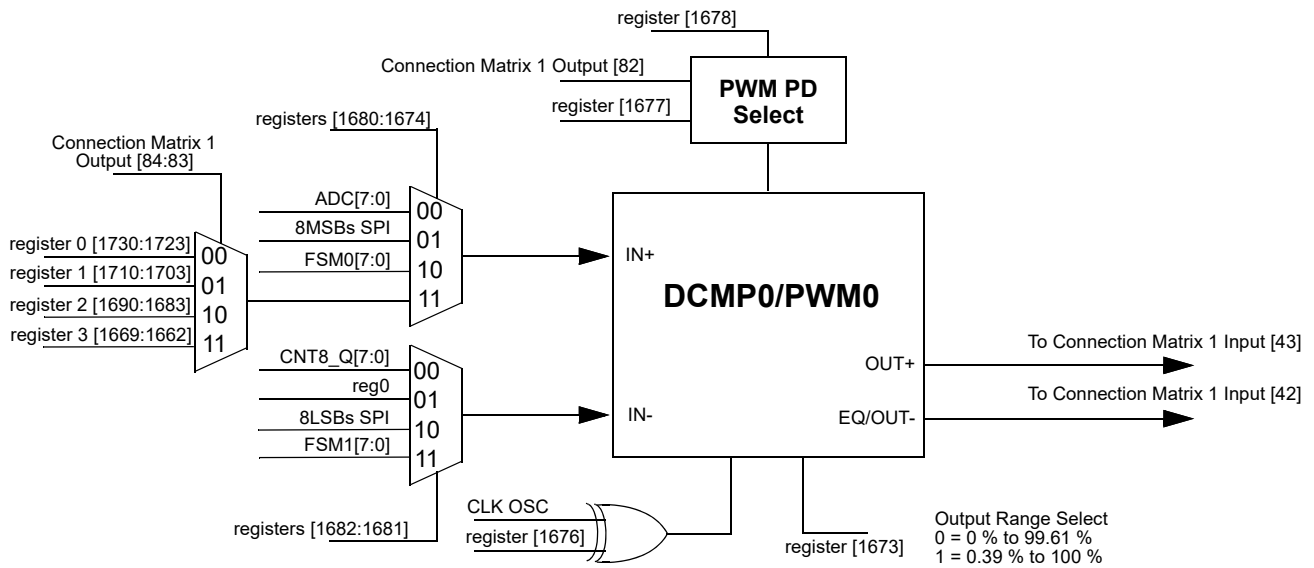 register [1678]
Connection Matrix 1 Output [82]
register [1677]
PWM PD
Select
registers [1680:1674]
Connection Matrix 1
Output [84:83]
ADC[7:0]
00
8MSBs SPI
01
FSM0[7:0]
10
11
register 0 [1730:1723]
00
register 1 [1710:1703]
01
register 2 [1690:1683]
10
register 3 [1669:1662]
11
IN+
DCMP0/PWM0
CNT8_Q[7:0]
00
reg0
01
8LSBs SPI
10
FSM1[7:0]
11
IN-
OUT+
EQ/OUT-
To Connection Matrix 1 Input [43]
To Connection Matrix 1 Input [42]
registers [1682:1681]
CLK OSC
register [1676]
register [1673]
Output Range Select
0 = 0 % to 99.61 %
1 = 0.39 % to 100 %